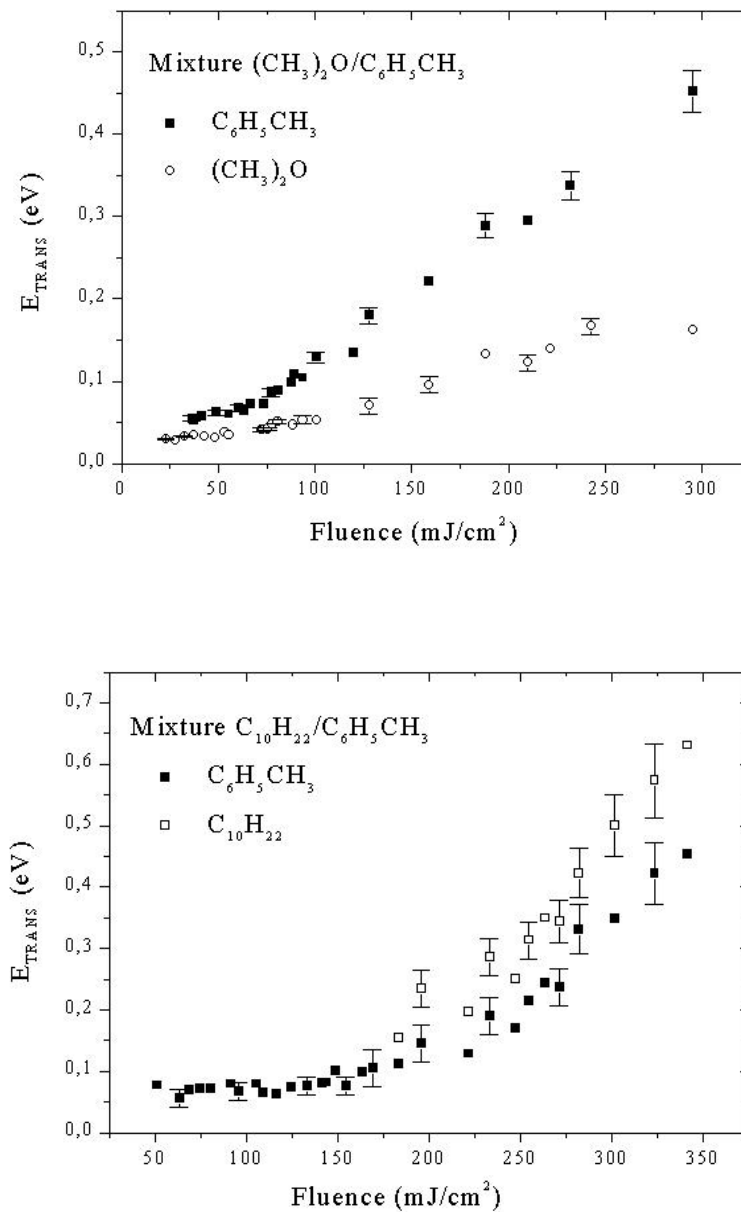 0,5
Mixture (CH₃)₂O/C₆H₅CH₃
0,4
C₆H₅CH₃
(CH₃)₂O
0,3
E_TRANS (eV)
0,2
0,1
0,0
0 50 100 150 200 250 300
Fluence (mJ/cm²)
0,7
Mixture C₁₀H₂₂/C₆H₅CH₃
0,6
C₆H₅CH₃
0,5
C₁₀H₂₂
0,4
E_TRANS (eV)
0,3
0,2
0,1
0,0
50 100 150 200 250 300 350
Fluence (mJ/cm²)